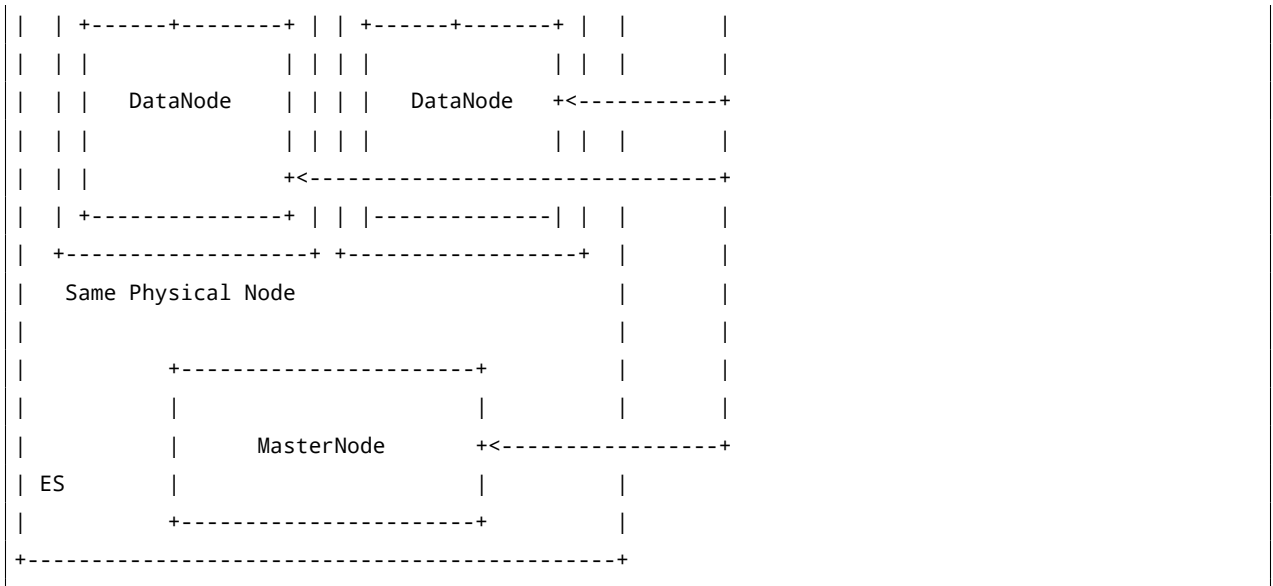 |  | +------+--------+ | | +------+-------+ |  |       |
|  | |               | | | |              | |  |       |
|  | |   DataNode    | | | |   DataNode   +<-----------+
|  | |               | | | |              | |  |       |
|  | |               +<--------------------------------+
|  | +---------------+ | | |--------------| |  |       |
|  +-------------------+ +------------------+  |       |
|   Same Physical Node                         |       |
|                                              |       |
|           +-----------------------+          |       |
|           |                       |          |       |
|           |      MasterNode       +<-----------------+
| ES        |                       |          |
|           +-----------------------+          |
+----------------------------------------------+